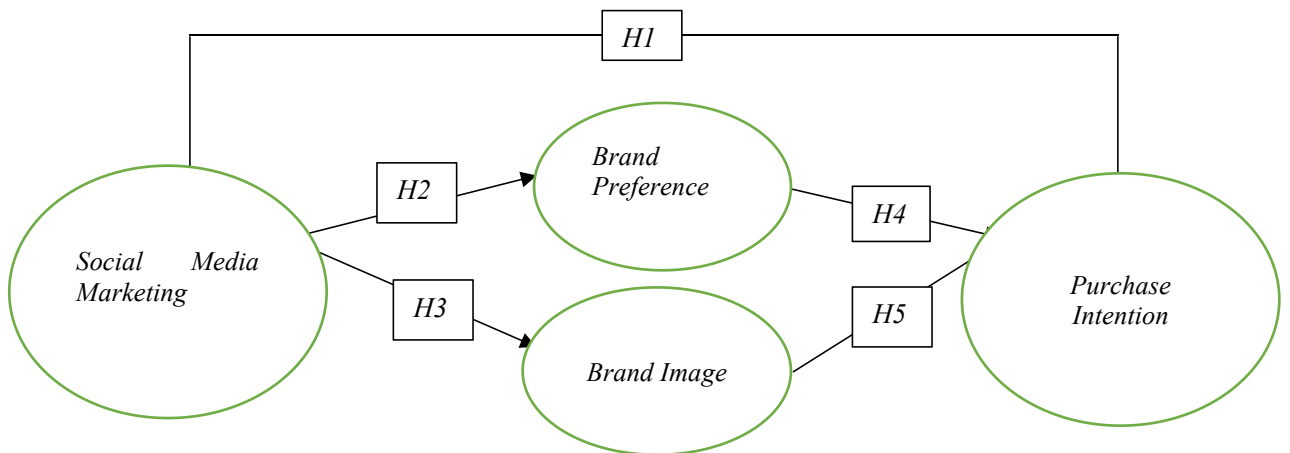 H1
Brand
Preference
H2
H4
Social Media
Marketing
Purchase
Intention
H3
H5
Brand Image